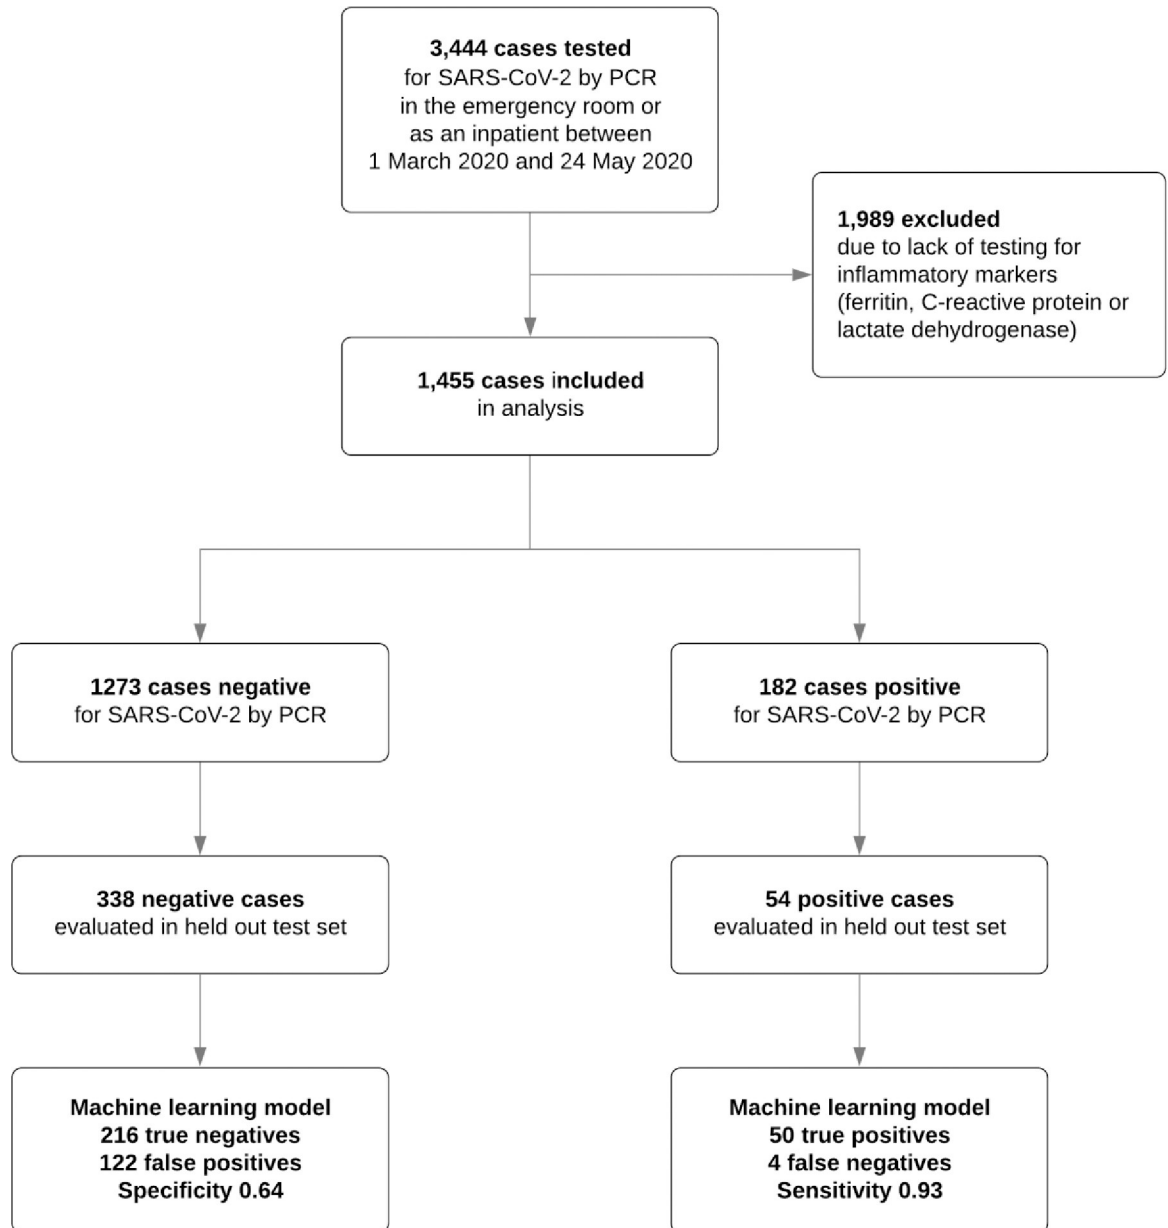 3,444 cases tested
for SARS-CoV-2 by PCR
in the emergency room or
as an inpatient between
1 March 2020 and 24 May 2020
1,989 excluded
due to lack of testing for
inflammatory markers
(ferritin, C-reactive protein or
lactate dehydrogenase)
1,455 cases included
in analysis
1273 cases negative
for SARS-CoV-2 by PCR
182 cases positive
for SARS-CoV-2 by PCR
338 negative cases
evaluated in held out test set
54 positive cases
evaluated in held out test set
Machine learning model
216 true negatives
122 false positives
Specificity 0.64
Machine learning model
50 true positives
4 false negatives
Sensitivity 0.93